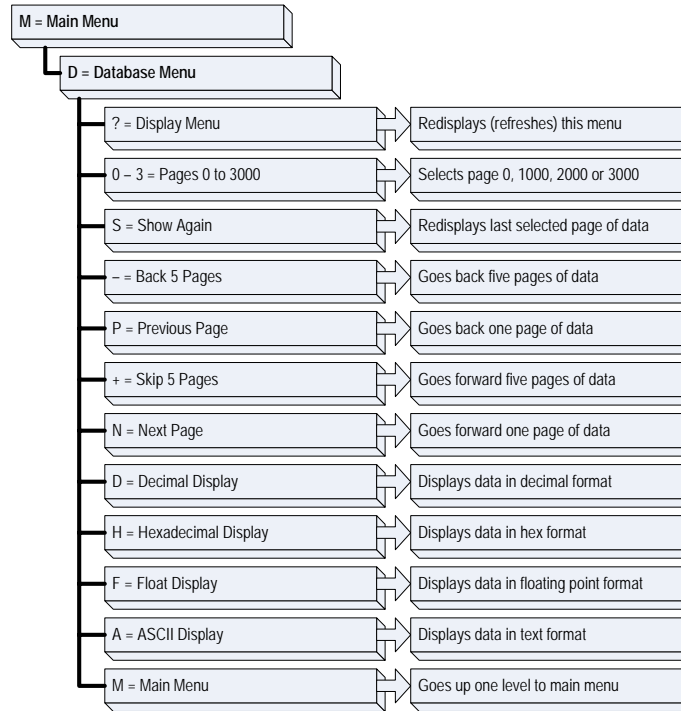 M = Main Menu
D = Database Menu
? = Display Menu
Redisplays (refreshes) this menu
0 – 3 = Pages 0 to 3000
Selects page 0, 1000, 2000 or 3000
S = Show Again
Redisplays last selected page of data
– = Back 5 Pages
Goes back five pages of data
P = Previous Page
Goes back one page of data
+ = Skip 5 Pages
Goes forward five pages of data
N = Next Page
Goes forward one page of data
D = Decimal Display
Displays data in decimal format
H = Hexadecimal Display
Displays data in hex format
F = Float Display
Displays data in floating point format
A = ASCII Display
Displays data in text format
M = Main Menu
Goes up one level to main menu